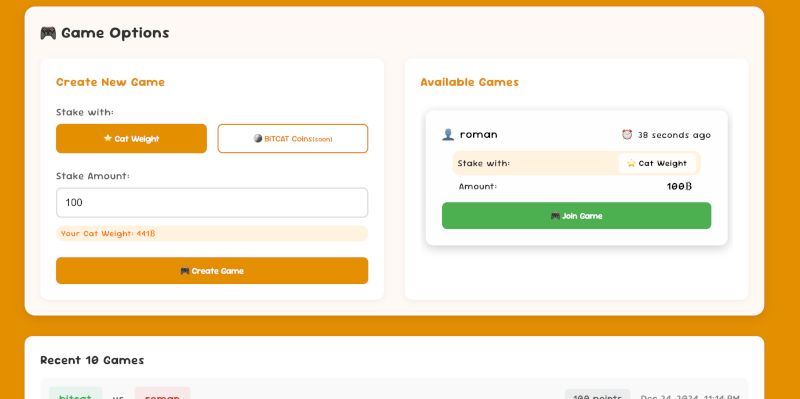 🎮 Game Options
Create New Game
Stake with:
⭐ Cat Weight
BITCAT Coins(soon)
Stake Amount:
100
Your Cat Weight: 441B
🎮 Create Game
Available Games
👤 roman
⏰ 38 seconds ago
Stake with:
⭐ Cat Weight
Amount:
100B
🎮 Join Game
Recent 10 Games
bitcat vs roman
100 points
Dec 24, 2024, 11:14 PM